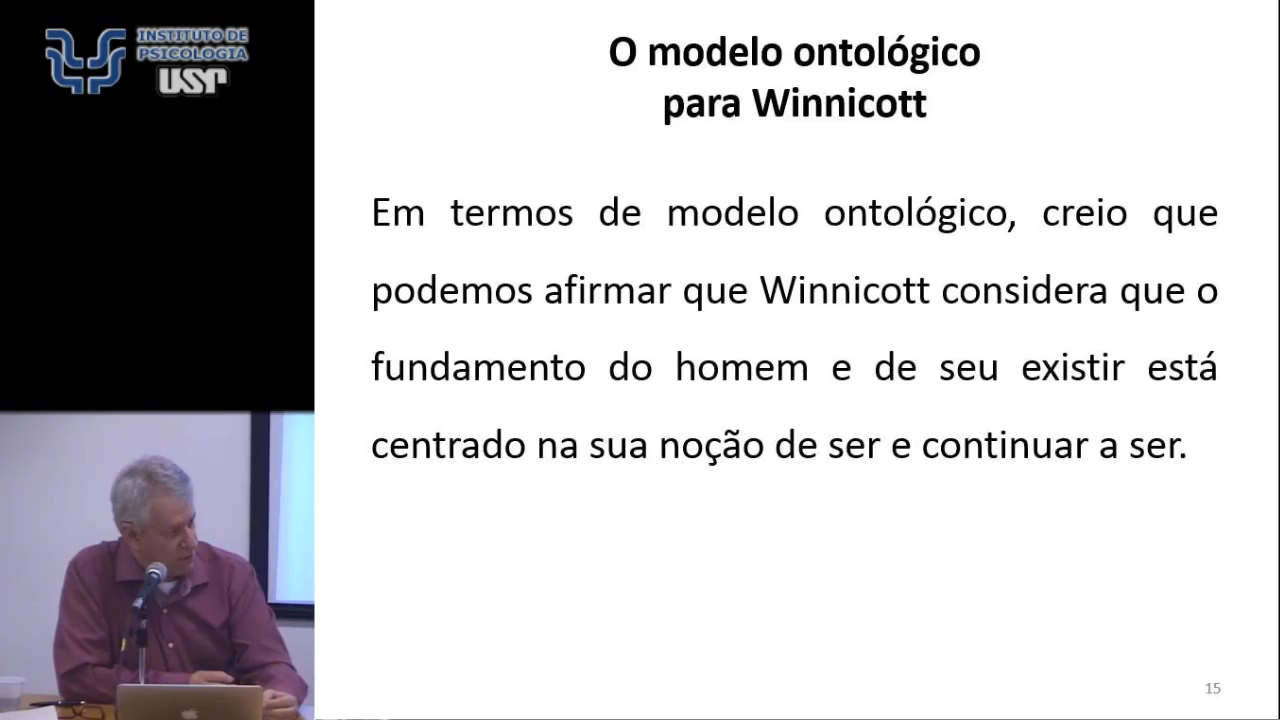 INSTITUTO DE
PSICOLOGIA
USP
O modelo ontológico
para Winnicott
Em termos de modelo ontológico, creio que
podemos afirmar que Winnicott considera que o
fundamento do homem e de seu existir está
centrado na sua noção de ser e continuar a ser.
15